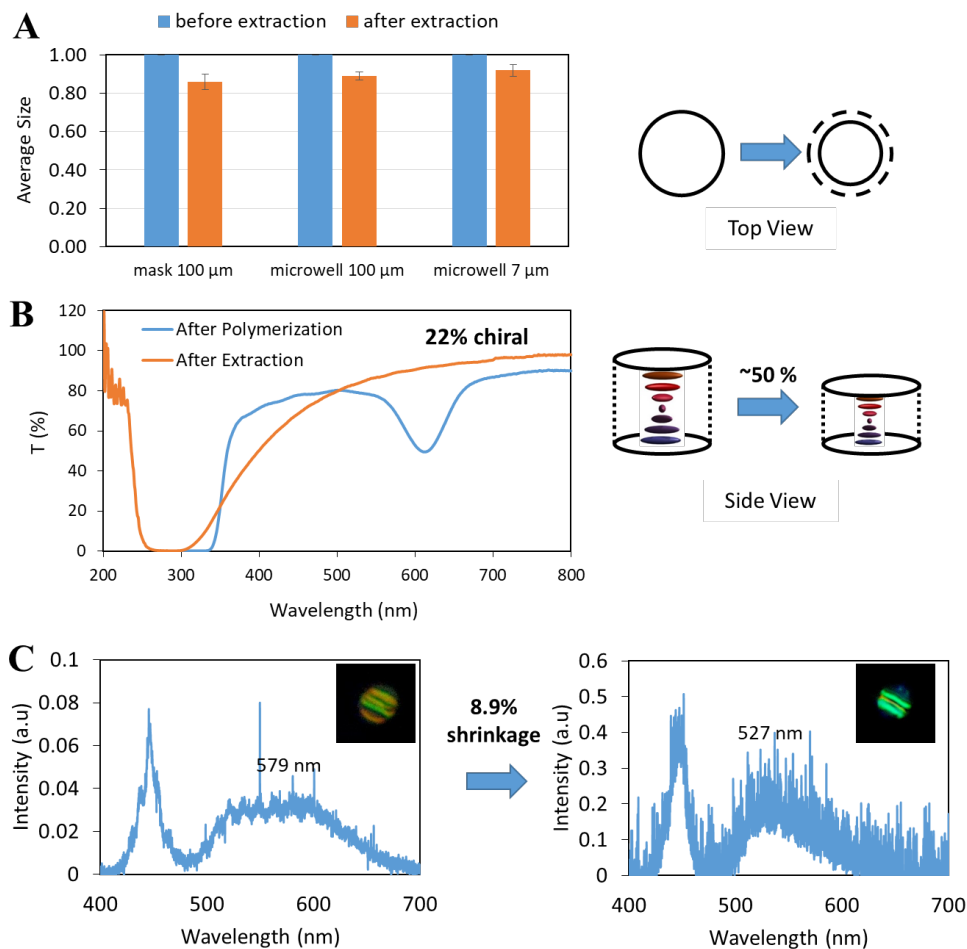 A
before extraction
after extraction
1.00
0.80
0.60
0.40
0.20
0.00
Average Size
mask 100 µm
microwell 100 µm
microwell 7 µm
Top View
B
120
100
80
60
40
20
0
T (%)
After Polymerization
After Extraction
22% chiral
200
300
400
500
600
700
800
Wavelength (nm)
~50 %
Side View
C
0.1
0.08
0.06
0.04
0.02
0
Intensity (a.u)
579 nm
400
500
600
700
Wavelength (nm)
8.9%
shrinkage
0.6
0.5
0.4
0.3
0.2
0.1
0
Intensity (a.u)
527 nm
400
500
600
700
Wavelength (nm)